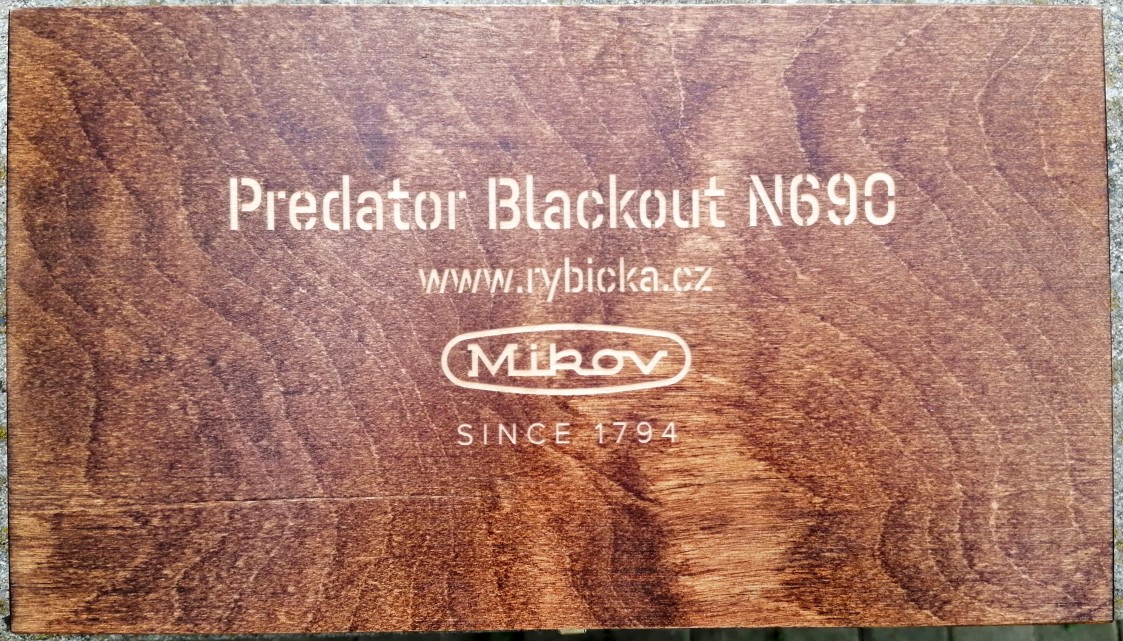 Predator Blackout N690
www.rybicka.cz
Mikov
SINCE 1794